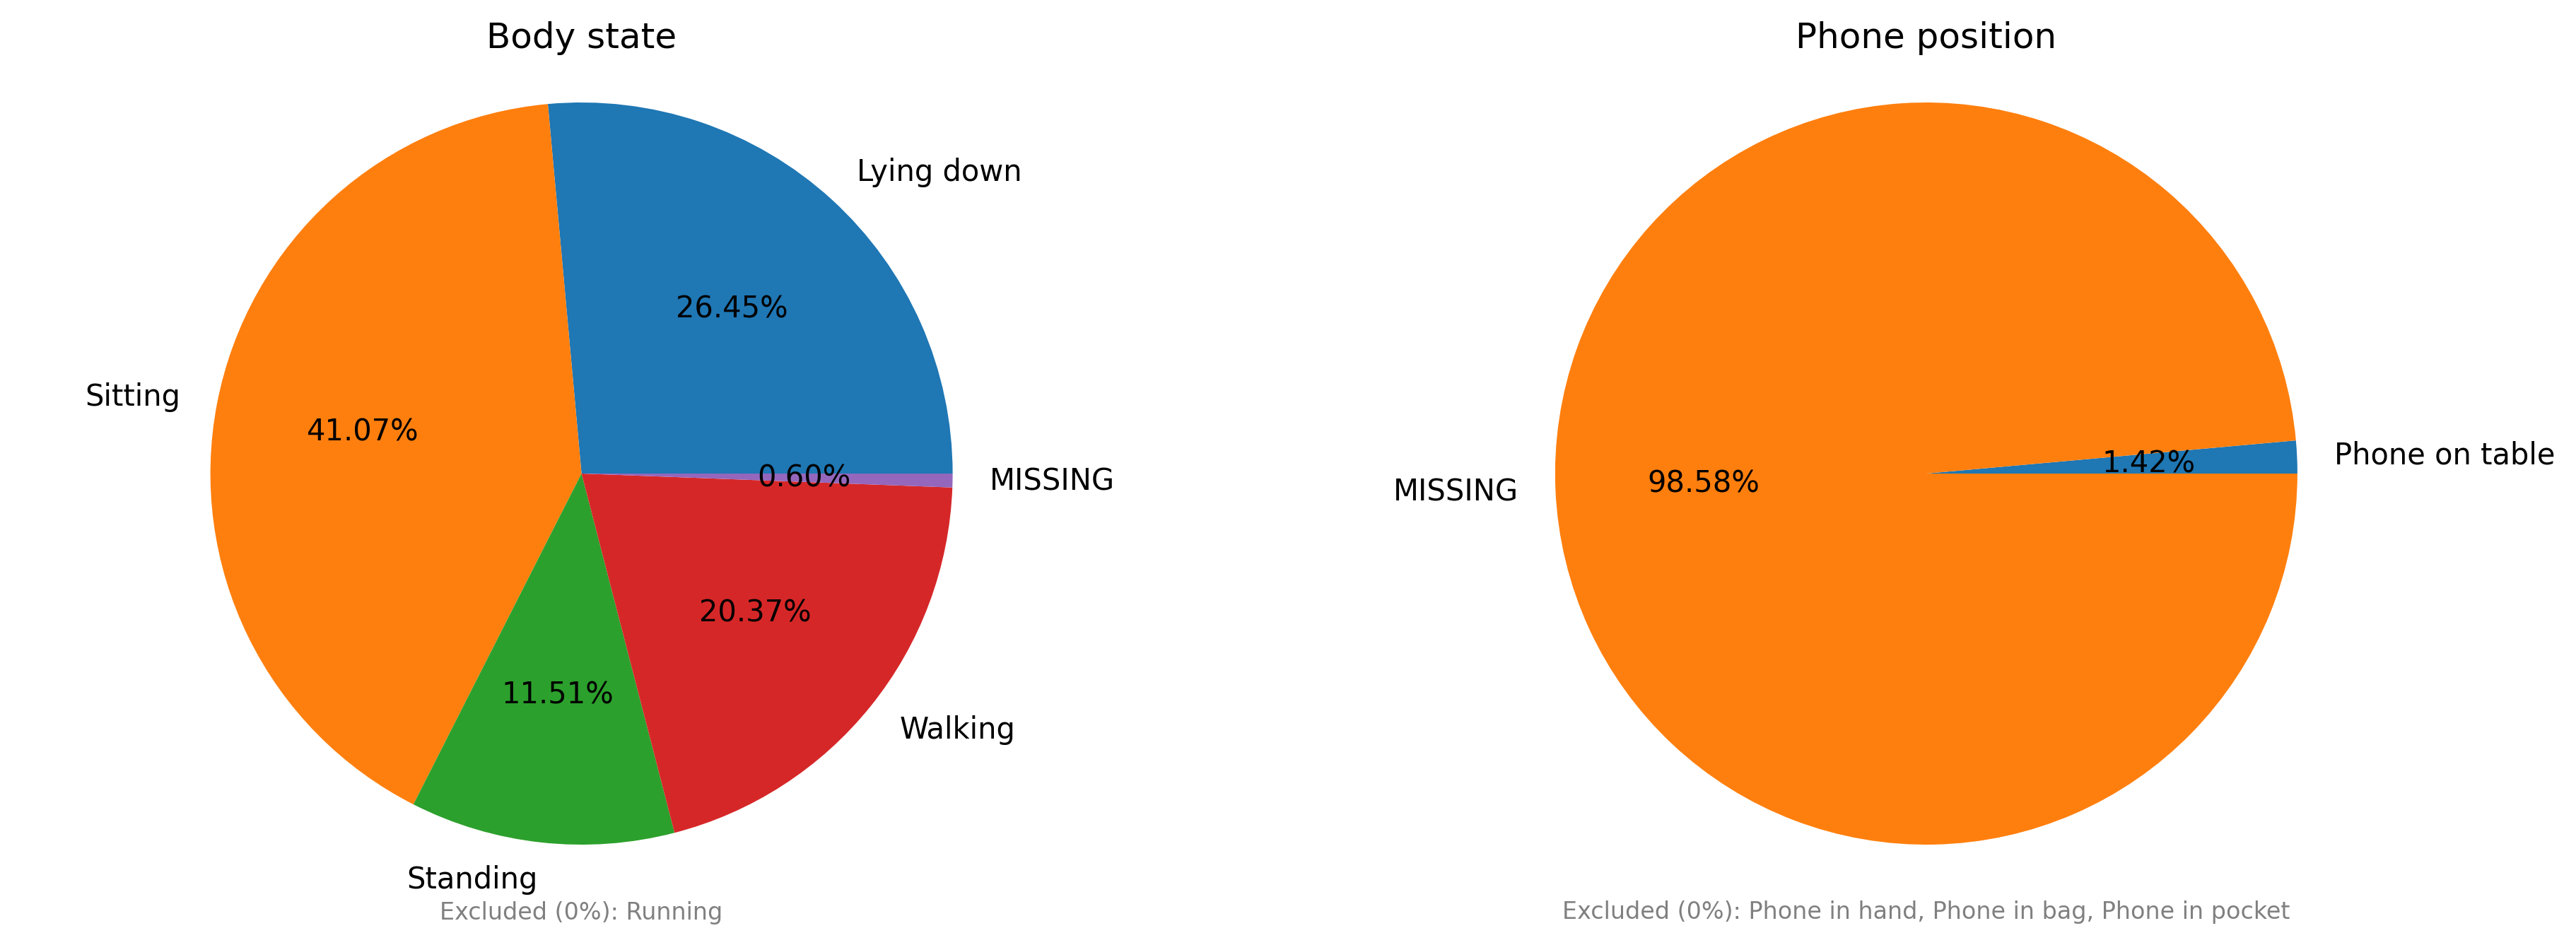 Body state
Lying down
26.45%
Sitting
41.07%
0.60%
MISSING
20.37%
11.51%
Walking
Standing
Excluded (0%): Running
Phone position
Phone on table
1.42%
98.58%
MISSING
Excluded (0%): Phone in hand, Phone in bag, Phone in pocket